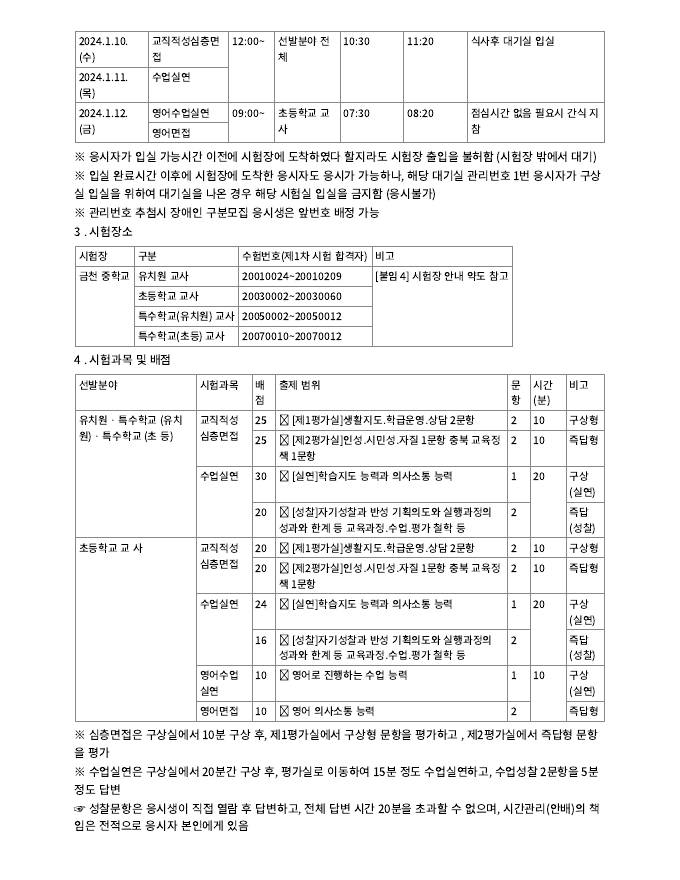 2024.1.10. 교직적성심층면 12:00~ 선발분야 전 10:30 11:20 식사후 대기실 입실
(수) 접 체
2024.1.11. 수업실연
(목)
2024.1.12. 영어수업실연 09:00~ 초등학교 교 07:30 08:20 점심시간 없음 필요시 간식 지
(금) 영어면접 사 참
※ 응시자가 입실 가능시간 이전에 시험장에 도착하였다 할지라도 시험장 출입을 불허함 (시험장 밖에서 대기)
※ 입실 완료시간 이후에 시험장에 도착한 응시자도 응시가 가능하나, 해당 대기실 관리번호 1번 응시자가 구상
실 입실을 위하여 대기실을 나온 경우 해당 시험실 입실을 금지함 (응시불가)
※ 관리번호 추첨시 장애인 구분모집 응시생은 앞번호 배정 가능
3 . 시험장소
시험장 구분 수험번호(제1차 시험 합격자) 비고
금천 중학교 유치원 교사 20010024~20010209 [붙임 4] 시험장 안내 약도 참고
초등학교 교사 20030002~20030060
특수학교(유치원) 교사 20050002~20050012
특수학교(초등) 교사 20070010~20070012
4 . 시험과목 및 배점
선발분야 시험과목 배 출제 범위 문 시간 비고
점 항 (분)
유치원 · 특수학교 (유치 교직적성 25 [제1평가실]생활지도.학급운영.상담 2문항 2 10 구상형
원) · 특수학교 (초 등) 심층면접 25 [제2평가실]인성.시민성.자질 1문항 충북 교육정 2 10 즉답형
책 1문항
수업실연 30 [실연]학습지도 능력과 의사소통 능력 1 20 구상
(실연)
20 [성찰]자기성찰과 반성 기획의도와 실행과정의 2 즉답
성과와 한계 등 교육과정.수업.평가 철학 등 (성찰)
초등학교 교 사 교직적성 20 [제1평가실]생활지도.학급운영.상담 2문항 2 10 구상형
심층면접 20 [제2평가실]인성.시민성.자질 1문항 충북 교육정 2 10 즉답형
책 1문항
수업실연 24 [실연]학습지도 능력과 의사소통 능력 1 20 구상
(실연)
16 [성찰]자기성찰과 반성 기획의도와 실행과정의 2 즉답
성과와 한계 등 교육과정.수업.평가 철학 등 (성찰)
영어수업 10 영어로 진행하는 수업 능력 1 10 구상
실연 (실연)
영어면접 10 영어 의사소통 능력 2 즉답형
※ 심층면접은 구상실에서 10분 구상 후, 제1평가실에서 구상형 문항을 평가하고 , 제2평가실에서 즉답형 문항
을 평가
※ 수업실연은 구상실에서 20분간 구상 후, 평가실로 이동하여 15분 정도 수업실연하고, 수업성찰 2문항을 5분
정도 답변
☞ 성찰문항은 응시생이 직접 열람 후 답변하고, 전체 답변 시간 20분을 초과할 수 없으며, 시간관리(안배)의 책
임은 전적으로 응시자 본인에게 있음